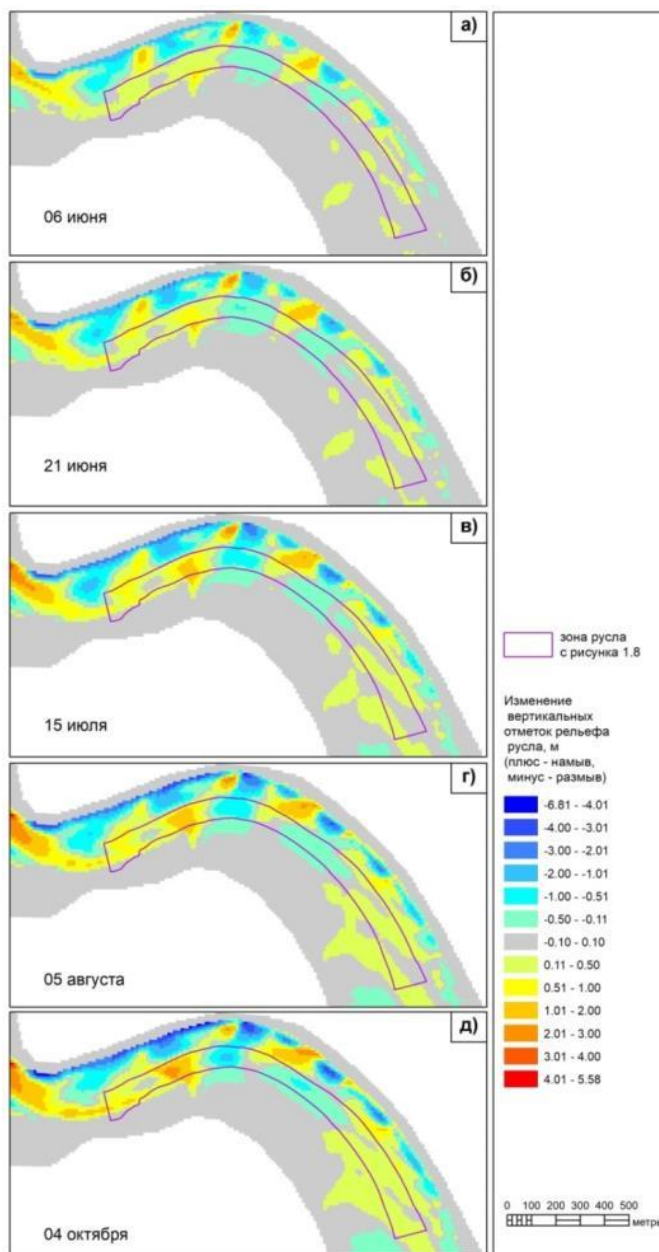 а)
06 июня
б)
21 июня
в)
15 июля
г)
05 августа
д)
04 октября
зона русла
с рисунка 1.8
Изменение
вертикальных
отметок рельефа
русла, м
(плюс - намыв,
минус - размыв)
-6.81 - -4.01
-4.00 - -3.01
-3.00 - -2.01
-2.00 - -1.01
-1.00 - -0.51
-0.50 - -0.11
-0.10 - 0.10
0.11 - 0.50
0.51 - 1.00
1.01 - 2.00
2.01 - 3.00
3.01 - 4.00
4.01 - 5.58
0 100 200 300 400 500
метры